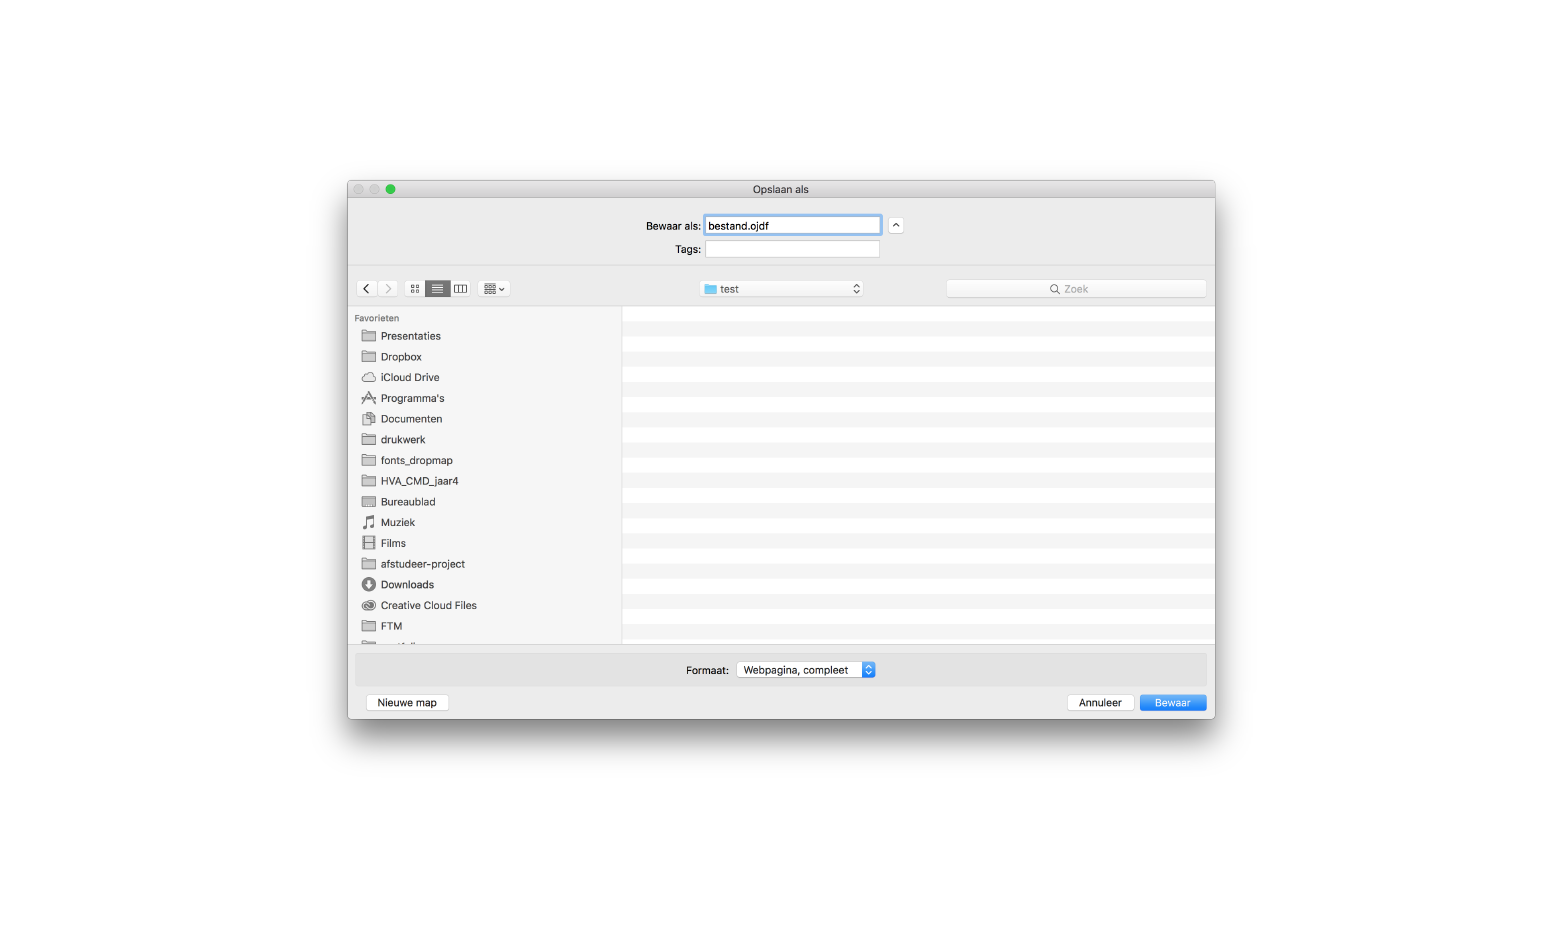 Opslaan als
Bewaar als: bestand.ojdf
Tags:
test
Zoek
Favorieten
Presentaties
Dropbox
iCloud Drive
Programma's
Documenten
drukwerk
fonts_dropmap
HVA_CMD_jaar4
Bureaublad
Muziek
Films
afstudeer-project
Downloads
Creative Cloud Files
FTM
Formaat: Webpagina, compleet
Nieuwe map
Annuleer
Bewaar